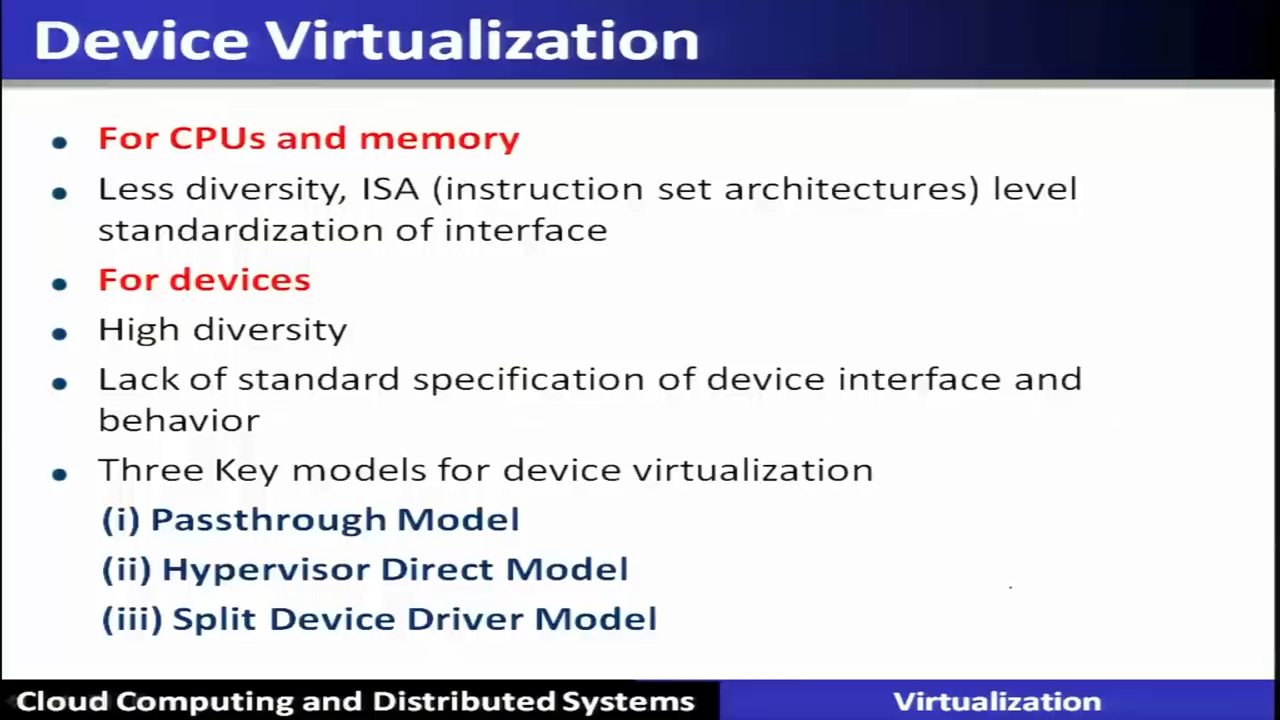 Device Virtualization
• For CPUs and memory
• Less diversity, ISA (instruction set architectures) level
standardization of interface
• For devices
• High diversity
• Lack of standard specification of device interface and
behavior
• Three Key models for device virtualization
(i) Passthrough Model
(ii) Hypervisor Direct Model
(iii) Split Device Driver Model
Cloud Computing and Distributed Systems
Virtualization